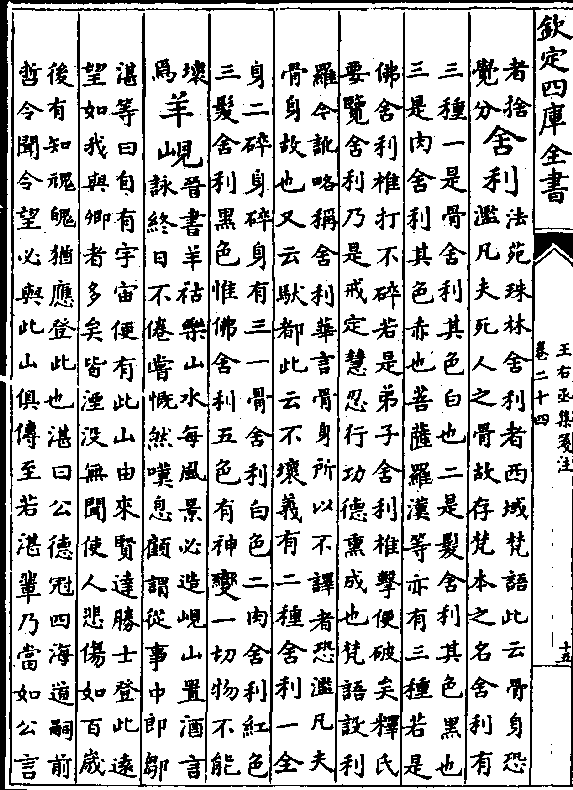 欽定四庫全書
王右丞集箋注
卷二十四
十五
者捨
覺分
舍利
法苑珠林舍利者西域梵語此云骨身恐
濫凡夫死人之骨故存梵本之名舍利有
三種一是骨舍利其色白也二是髮舍利其色黑也
三是肉舍利其色赤也菩薩羅漢等亦有三種若是
佛舍利椎打不碎若是弟子舍利椎擊便破矣釋氏
要覽舍利乃是戒定慧忍行功德熏成也梵語設利
羅今訛略稱舍利華言骨身所以不譯者恐濫凡夫
骨身故也又云馱都此云不壞義有二種舍利一全
身二碎身碎身有三一骨舍利白色二肉舍利紅色
三髮舍利黑色惟佛舍利五色有神變一切物不能
壞
爲
羊峴
晉書羊祜樂山水每風景必造峴山置酒言
詠終日不倦嘗慨然嘆息顧謂從事中郎鄒
湛等曰自有宇宙便有此山由來賢達勝士登此遠
望如我與卿者多矣皆湮没無聞使人悲傷如百歲
後有知魂魄猶應登此也湛曰公德冠四海道嗣前
哲令聞令望必與此山俱傳至若湛輩乃當如公言